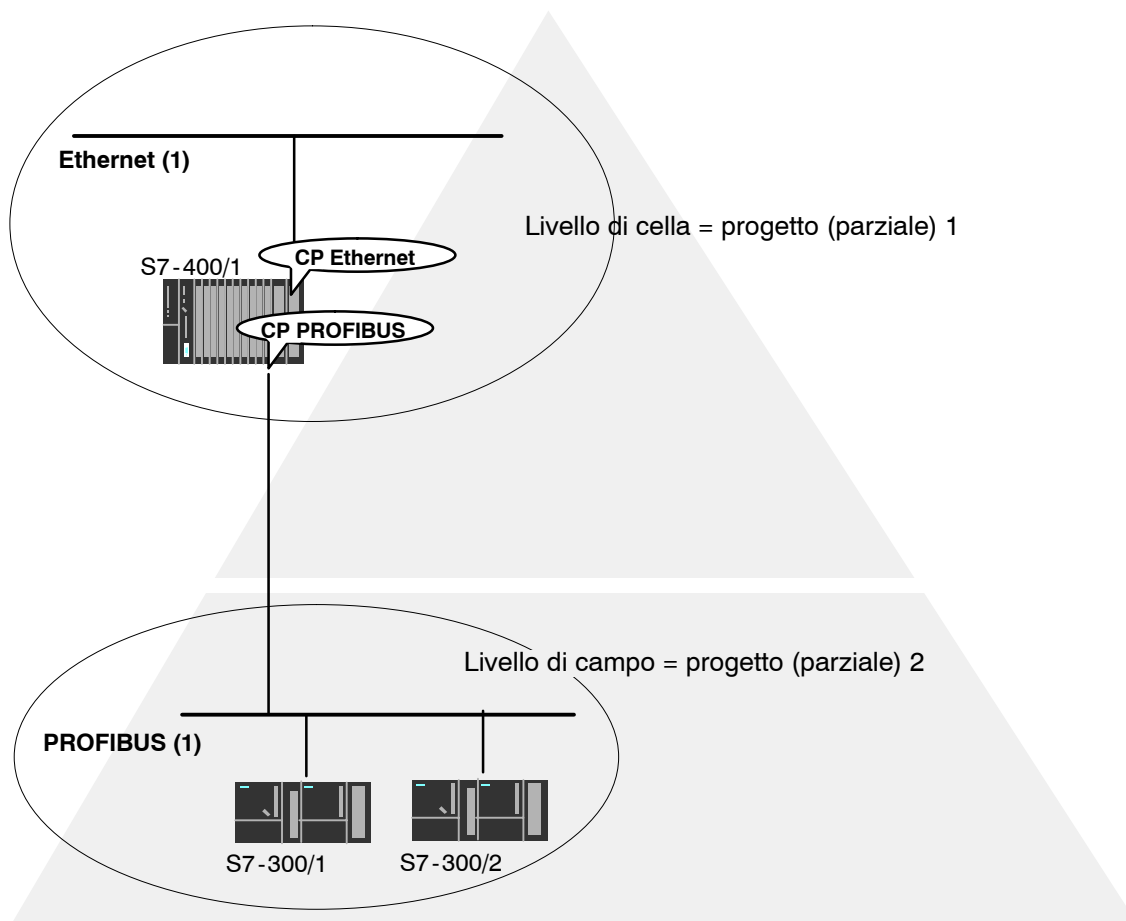 Ethernet (1)
Livello di cella = progetto (parziale) 1
CP Ethernet
S7-400/1
CP PROFIBUS
Livello di campo = progetto (parziale) 2
PROFIBUS (1)
S7-300/1
S7-300/2